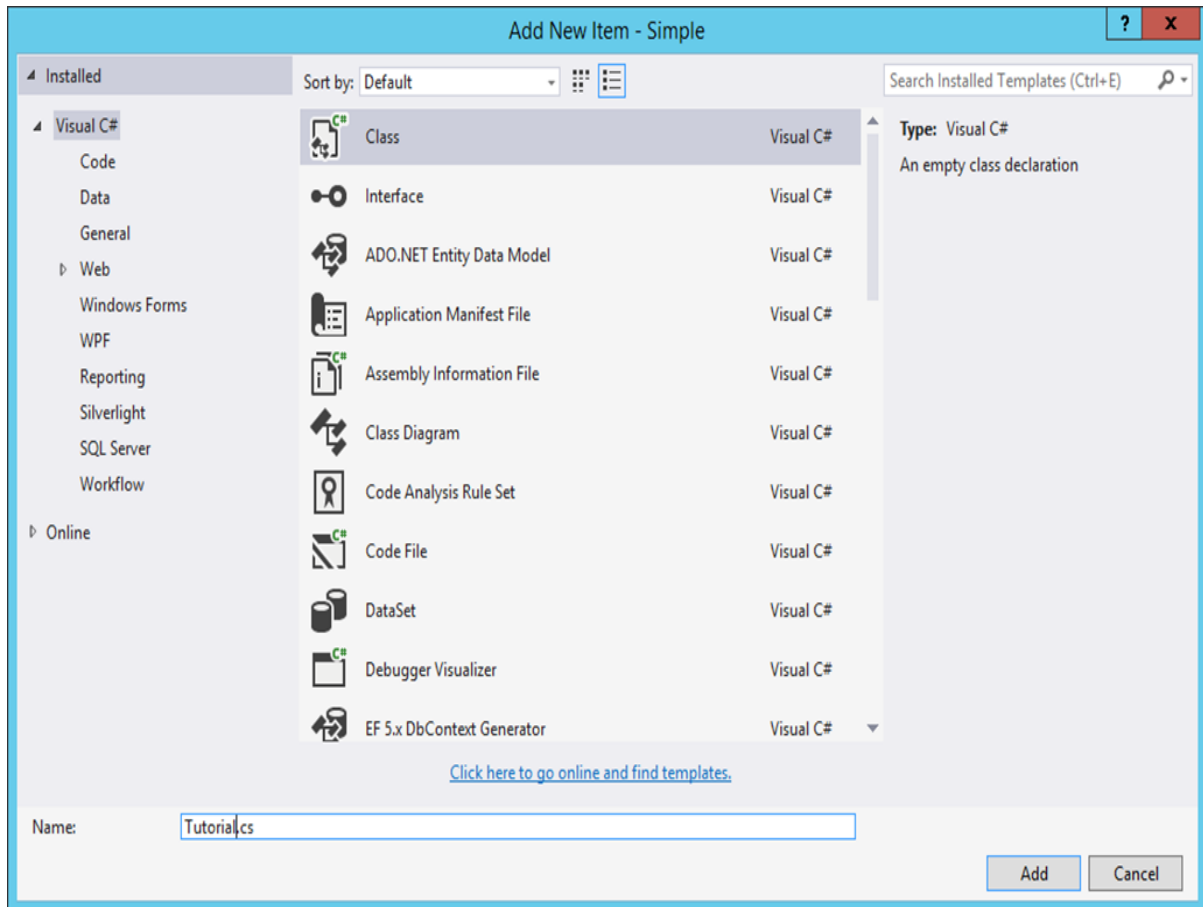 Add New Item - Simple
? x
Installed
Sort by: Default
Search Installed Templates (Ctrl+E)
Visual C#
Code
Data
General
Web
Windows Forms
WPF
Reporting
Silverlight
SQL Server
Workflow
Online
C# Class Visual C#
Interface Visual C#
ADO.NET Entity Data Model Visual C#
Application Manifest File Visual C#
C# Assembly Information File Visual C#
Class Diagram Visual C#
Code Analysis Rule Set Visual C#
C# Code File Visual C#
DataSet Visual C#
C# Debugger Visualizer Visual C#
EF 5.x DbContext Generator Visual C#
Click here to go online and find templates.
Type: Visual C#
An empty class declaration
Name: Tutorial.cs
Add Cancel